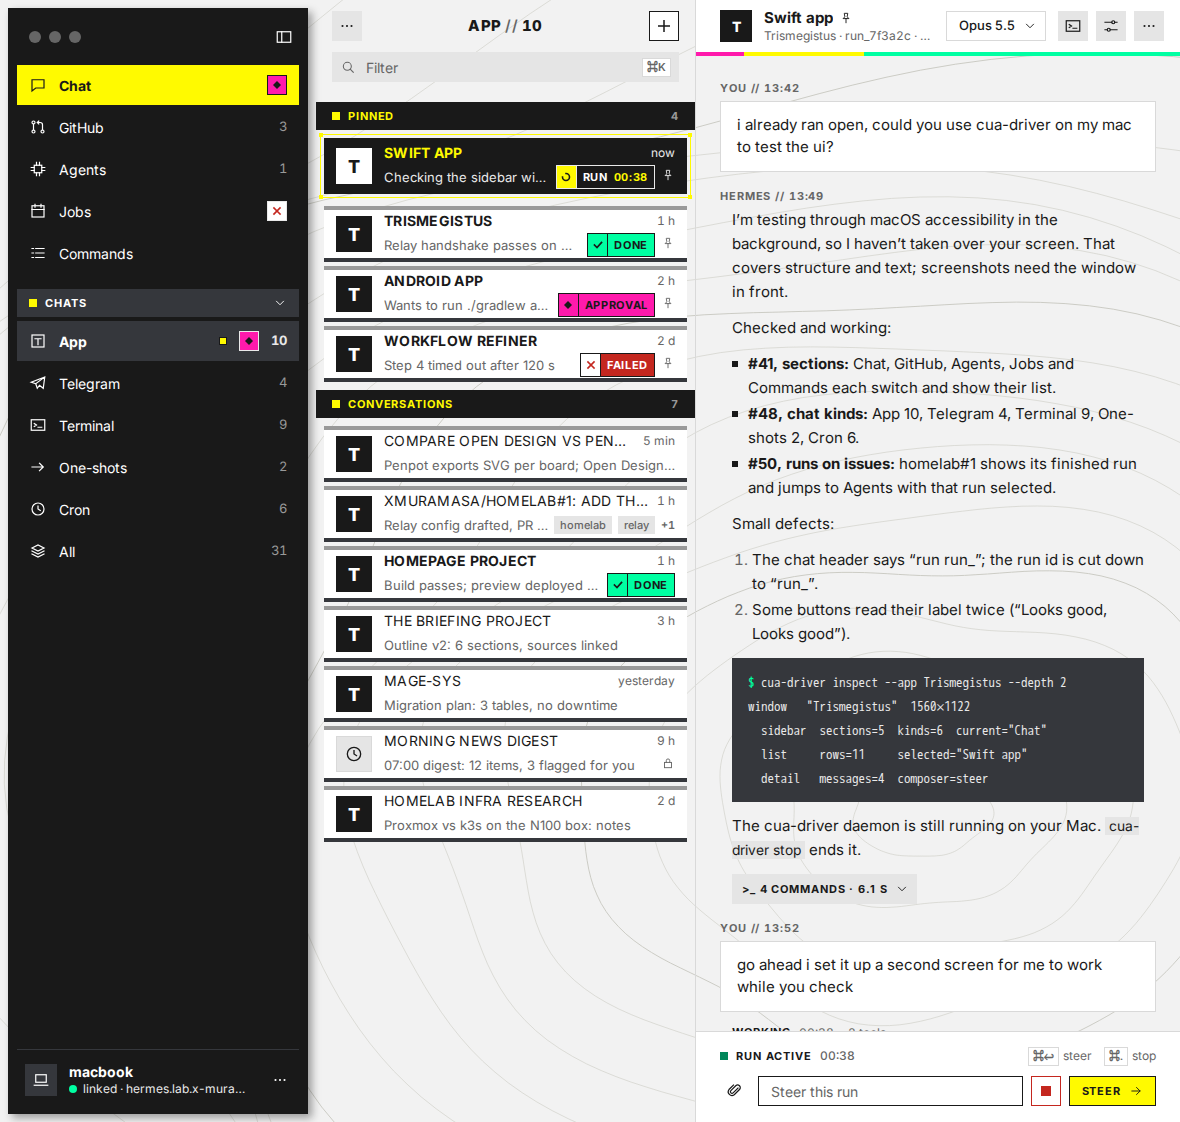 Chat
GitHub 3
Agents 1
Jobs
Commands
CHATS
App 10
Telegram 4
Terminal 9
One-shots 2
Cron 6
All 31
macbook
linked · hermes.lab.x-mura...
APP // 10
Filter ⌘K
PINNED 4
T SWIFT APP now
Checking the sidebar wi... RUN 00:38
T TRISMEGISTUS 1 h
Relay handshake passes on ... DONE
T ANDROID APP 2 h
Wants to run ./gradlew a... APPROVAL
T WORKFLOW REFINER 2 d
Step 4 timed out after 120 s FAILED
CONVERSATIONS 7
T COMPARE OPEN DESIGN VS PEN... 5 min
Penpot exports SVG per board; Open Design...
T XMURAMASA/HOMELAB#1: ADD TH... 1 h
Relay config drafted, PR ... homelab relay +1
T HOMEPAGE PROJECT 1 h
Build passes; preview deployed ... DONE
T THE BRIEFING PROJECT 3 h
Outline v2: 6 sections, sources linked
T MAGE-SYS yesterday
Migration plan: 3 tables, no downtime
MORNING NEWS DIGEST 9 h
07:00 digest: 12 items, 3 flagged for you
T HOMELAB INFRA RESEARCH 2 d
Proxmox vs k3s on the N100 box: notes
T Swift app
Trismegistus · run_7f3a2c · ...
Opus 5.5
YOU // 13:42
i already ran open, could you use cua-driver on my mac
to test the ui?
HERMES // 13:49
I’m testing through macOS accessibility in the
background, so I haven’t taken over your screen. That
covers structure and text; screenshots need the window
in front.
Checked and working:
#41, sections: Chat, GitHub, Agents, Jobs and
Commands each switch and show their list.
#48, chat kinds: App 10, Telegram 4, Terminal 9, One-
shots 2, Cron 6.
#50, runs on issues: homelab#1 shows its finished run
and jumps to Agents with that run selected.
Small defects:
1. The chat header says “run run_”; the run id is cut down
to “run_”.
2. Some buttons read their label twice (“Looks good,
Looks good”).
$ cua-driver inspect --app Trismegistus --depth 2
window "Trismegistus" 1560×1122
sidebar sections=5 kinds=6 current="Chat"
list rows=11 selected="Swift app"
detail messages=4 composer=steer
The cua-driver daemon is still running on your Mac. cua-
driver stop ends it.
>_ 4 COMMANDS · 6.1 S
YOU // 13:52
go ahead i set it up a second screen for me to work
while you check
WORKING 00:38 · 2 tools
RUN ACTIVE 00:38 ⌘↩ steer ⌘. stop
Steer this run STEER